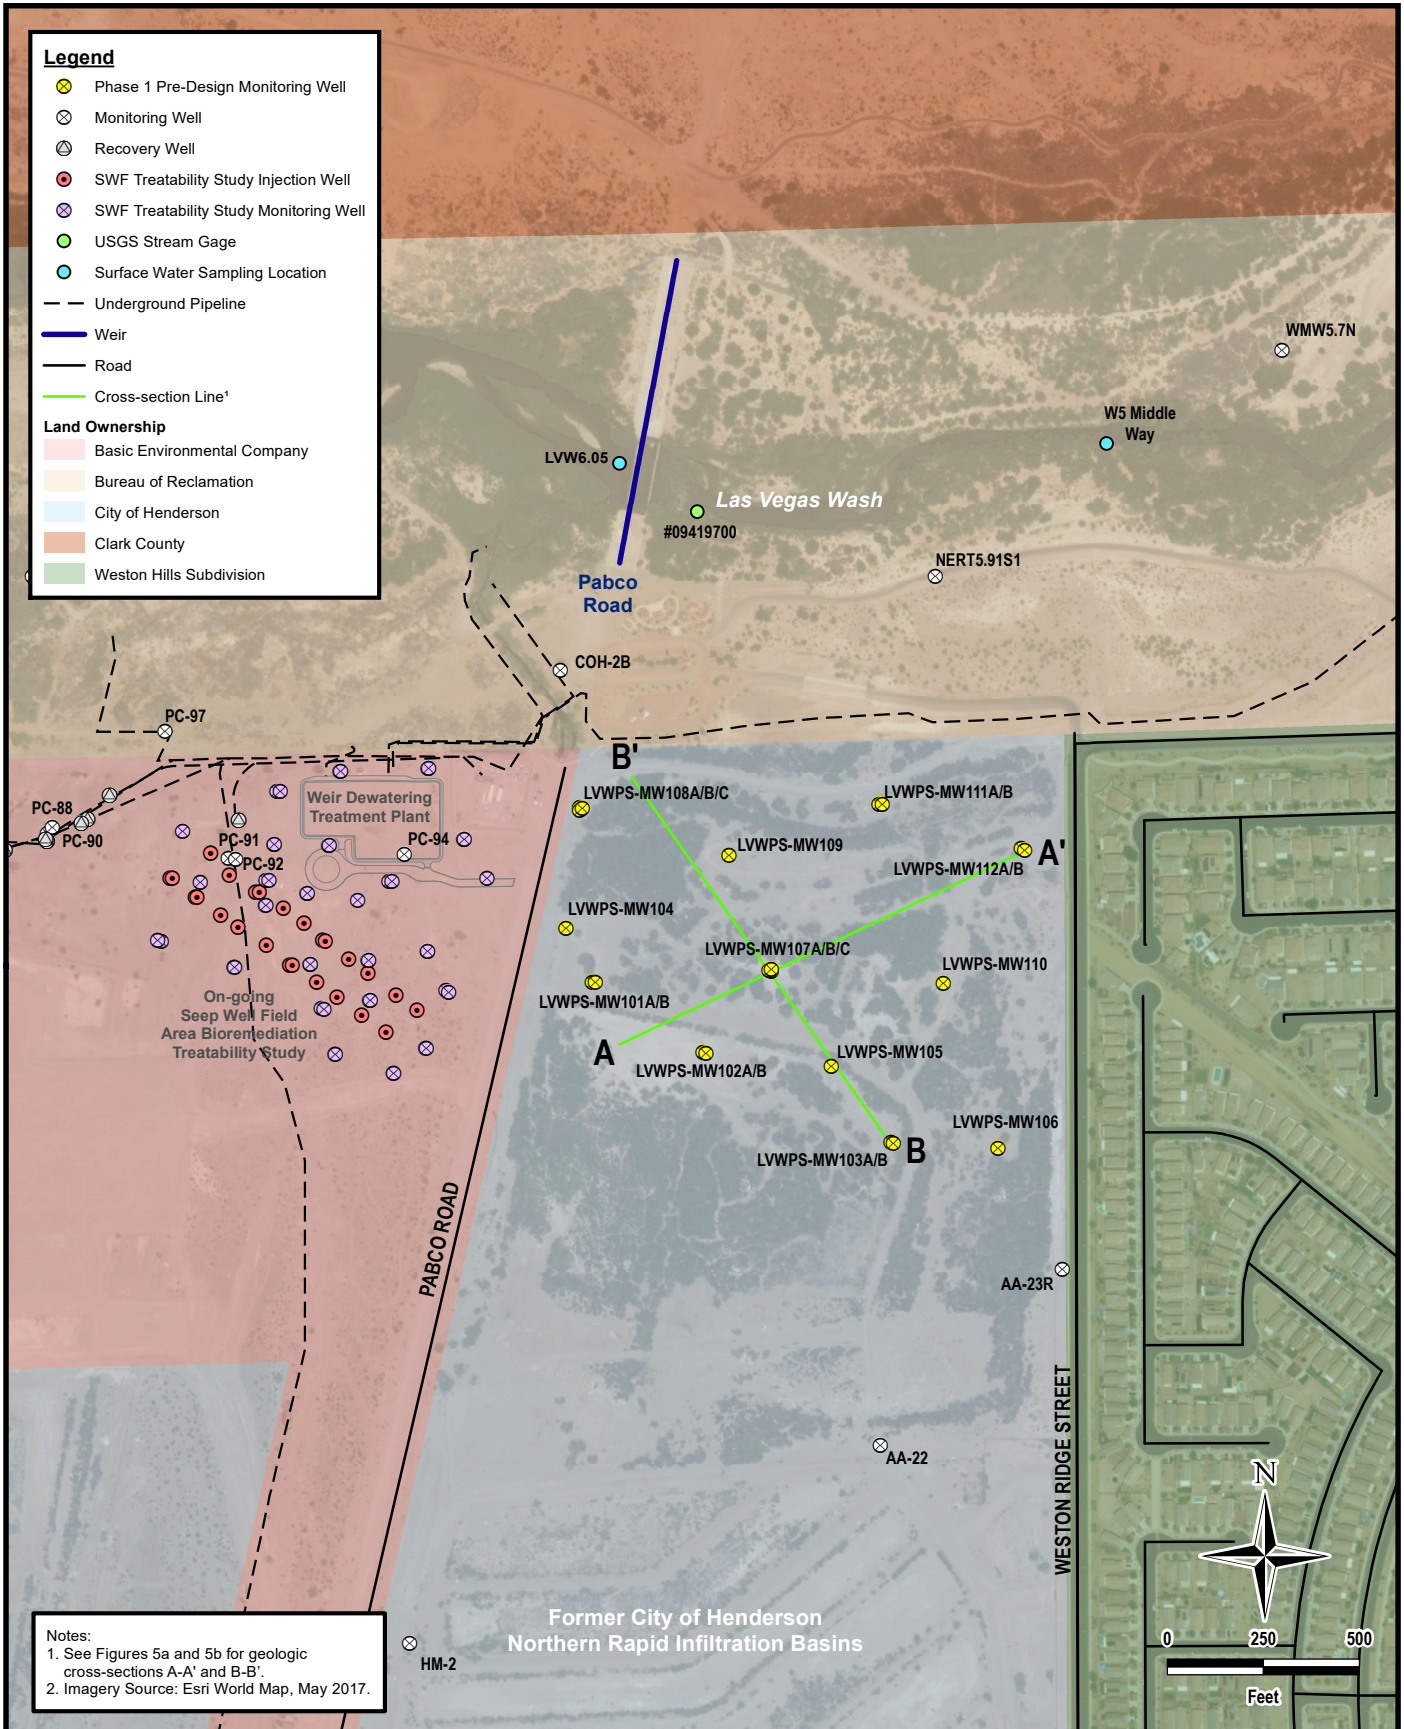 Legend
Phase 1 Pre-Design Monitoring Well
Monitoring Well
Recovery Well
SWF Treatability Study Injection Well
SWF Treatability Study Monitoring Well
USGS Stream Gage
Surface Water Sampling Location
Underground Pipeline
Weir
Road
Cross-section Line¹
Land Ownership
Basic Environmental Company
Bureau of Reclamation
City of Henderson
Clark County
Weston Hills Subdivision
WMW5.7N
W5 Middle
Way
LVW6.05
Las Vegas Wash
#09419700
NERT5.91S1
Pabco
Road
COH-2B
PC-97
B'
LVWPS-MW108A/B/C
LVWPS-MW111A/B
Weir Dewatering
Treatment Plant
PC-88
PC-90
PC-91
PC-92
PC-94
LVWPS-MW109
A'
LVWPS-MW112A/B
LVWPS-MW104
LVWPS-MW107A/B/C
LVWPS-MW110
LVWPS-MW101A/B
On-going
Seep Well Field
Area Bioremediation
Treatability Study
A
LVWPS-MW102A/B
LVWPS-MW105
LVWPS-MW106
LVWPS-MW103A/B
B
PABCO ROAD
AA-23R
WESTON RIDGE STREET
AA-22
N
Former City of Henderson
Northern Rapid Infiltration Basins
HM-2
0 250 500
Feet
Notes:
1. See Figures 5a and 5b for geologic
cross-sections A-A' and B-B’.
2. Imagery Source: Esri World Map, May 2017.